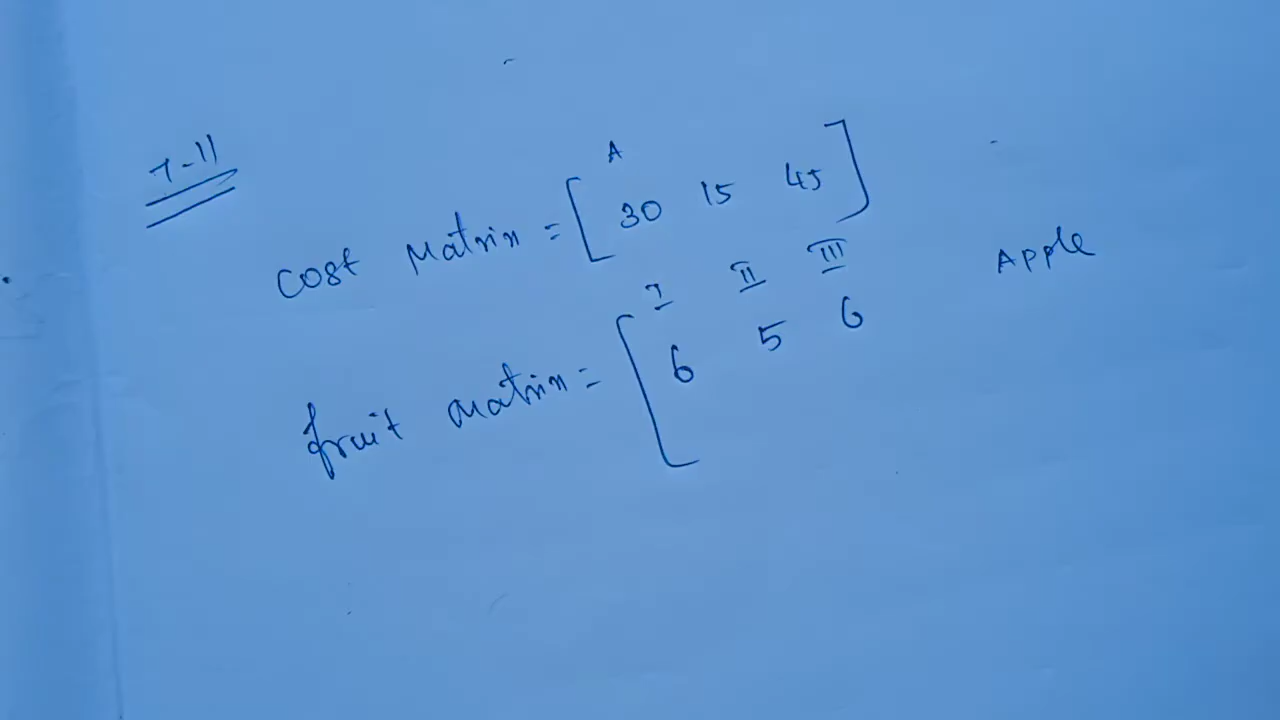 7-11
A
Cost Matrix = [ 30 15 45 ]
I II III
fruit matrix = [ 6 5 6 Apple